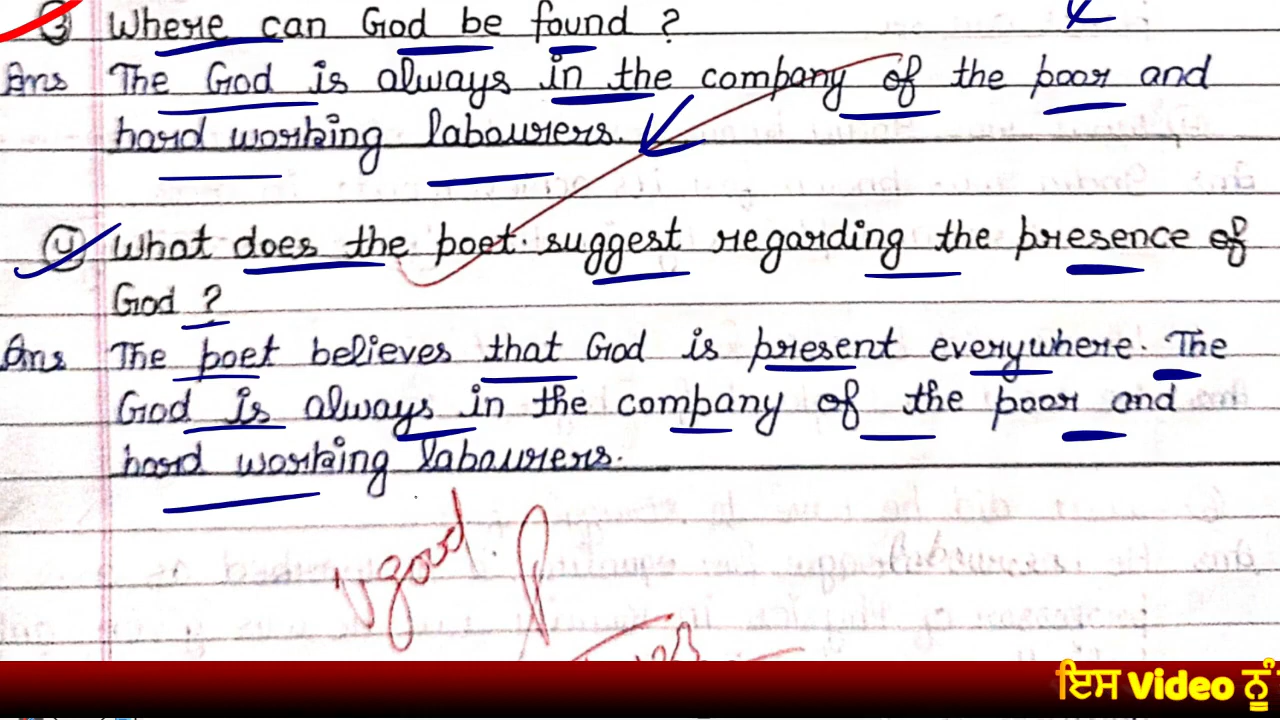 ③ Where can God be found ?
Ans The God is always in the company of the poor and
hard working labourers.
④ What does the poet suggest regarding the presence of
God ?
Ans The poet believes that God is present everywhere. The
God is always in the company of the poor and
hard working labourers.
V good
ਇਸ Video ਨੂੰ